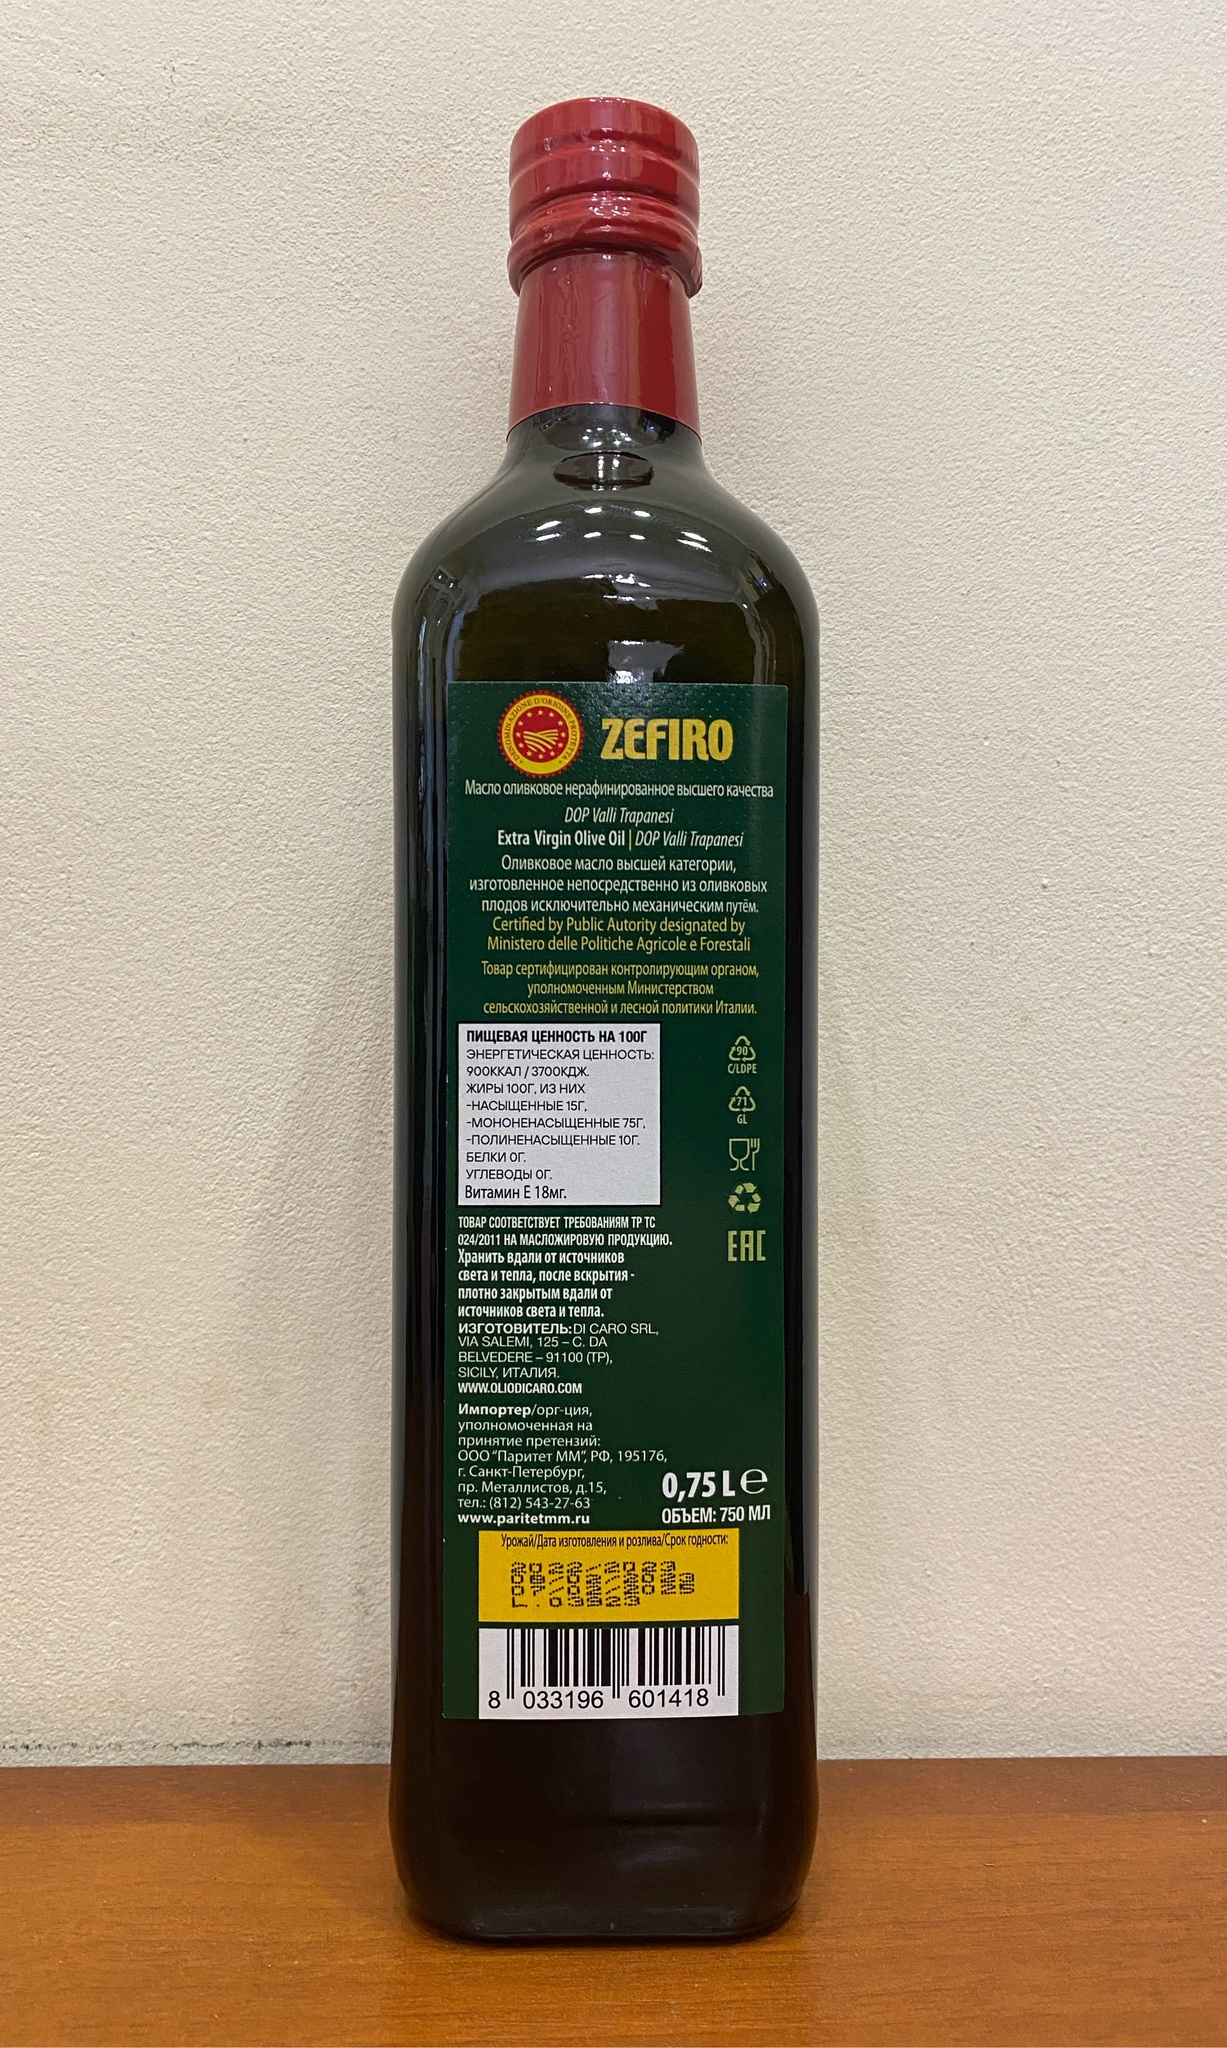 DENOMINAZIONE D'ORIGINE PROTETTA
ZEFIRO
Масло оливковое нерафинированное высшего качества
DOP Valli Trapanesi
Extra Virgin Olive Oil | DOP Valli Trapanesi
Оливковое масло высшей категории,
изготовленное непосредственно из оливковых
плодов исключительно механическим путём.
Certified by Public Autority designated by
Ministero delle Politiche Agricole e Forestali
Товар сертифицирован контролирующим органом,
уполномоченным Министерством
сельскохозяйственной и лесной политики Италии.
ПИЩЕВАЯ ЦЕННОСТЬ НА 100Г
ЭНЕРГЕТИЧЕСКАЯ ЦЕННОСТЬ:
900ККАЛ / 3700КДЖ.
ЖИРЫ 100Г, ИЗ НИХ
-НАСЫЩЕННЫЕ 15Г,
-МОНОНЕНАСЫЩЕННЫЕ 75Г,
-ПОЛИНЕНАСЫЩЕННЫЕ 10Г.
БЕЛКИ 0Г.
УГЛЕВОДЫ 0Г.
Витамин Е 18мг.
90
C/LDPE
71
GL
EAC
ТОВАР СООТВЕТСТВУЕТ ТРЕБОВАНИЯМ ТР ТС
024/2011 НА МАСЛОЖИРОВУЮ ПРОДУКЦИЮ.
Хранить вдали от источников
света и тепла, после вскрытия -
плотно закрытым вдали от
источников света и тепла.
ИЗГОТОВИТЕЛЬ: DI CARO SRL,
VIA SALEMI, 125 – C. DA
BELVEDERE – 91100 (TP),
SICILY, ИТАЛИЯ.
WWW.OLIODICARO.COM
Импортер/орг-ция,
уполномоченная на
принятие претензий:
ООО "Паритет ММ", РФ, 195176,
г. Санкт-Петербург,
пр. Металлистов, д.15,
тел.: (812) 543-27-63
www.paritetmm.ru
0,75 L ℮
ОБЪЕМ: 750 МЛ
Урожай/Дата изготовления и розлива/Срок годности:
2022/2023
L. 03823
8 033196 601418